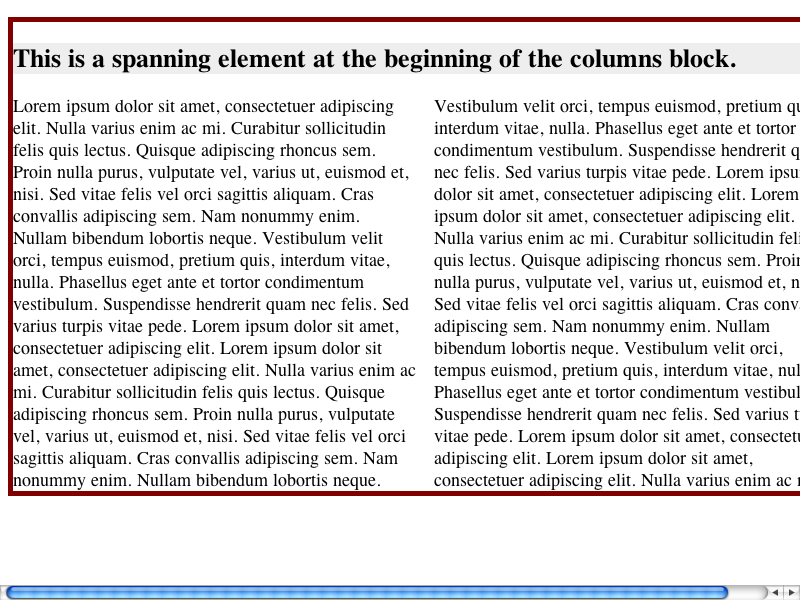 This is a spanning element at the beginning of the columns block.
Lorem ipsum dolor sit amet, consectetuer adipiscing
elit. Nulla varius enim ac mi. Curabitur sollicitudin
felis quis lectus. Quisque adipiscing rhoncus sem.
Proin nulla purus, vulputate vel, varius ut, euismod et,
nisi. Sed vitae felis vel orci sagittis aliquam. Cras
convallis adipiscing sem. Nam nonummy enim.
Nullam bibendum lobortis neque. Vestibulum velit
orci, tempus euismod, pretium quis, interdum vitae,
nulla. Phasellus eget ante et tortor condimentum
vestibulum. Suspendisse hendrerit quam nec felis. Sed
varius turpis vitae pede. Lorem ipsum dolor sit amet,
consectetuer adipiscing elit. Lorem ipsum dolor sit
amet, consectetuer adipiscing elit. Nulla varius enim ac
mi. Curabitur sollicitudin felis quis lectus. Quisque
adipiscing rhoncus sem. Proin nulla purus, vulputate
vel, varius ut, euismod et, nisi. Sed vitae felis vel orci
sagittis aliquam. Cras convallis adipiscing sem. Nam
nonummy enim. Nullam bibendum lobortis neque.
Vestibulum velit orci, tempus euismod, pretium
interdum vitae, nulla. Phasellus eget ante et tortor
condimentum vestibulum. Suspendisse hendrerit
nec felis. Sed varius turpis vitae pede. Lorem
dolor sit amet, consectetuer adipiscing elit. Lorem
ipsum dolor sit amet, consectetuer adipiscing elit.
Nulla varius enim ac mi. Curabitur sollicitudin
quis lectus. Quisque adipiscing rhoncus sem.
nulla purus, vulputate vel, varius ut, euismod et,
Sed vitae felis vel orci sagittis aliquam. Cras
adipiscing sem. Nam nonummy enim. Nullam
bibendum lobortis neque. Vestibulum velit orci,
tempus euismod, pretium quis, interdum vitae,
Phasellus eget ante et tortor condimentum
Suspendisse hendrerit quam nec felis. Sed varius
vitae pede. Lorem ipsum dolor sit amet,
adipiscing elit. Lorem ipsum dolor sit amet,
consectetuer adipiscing elit. Nulla varius enim ac